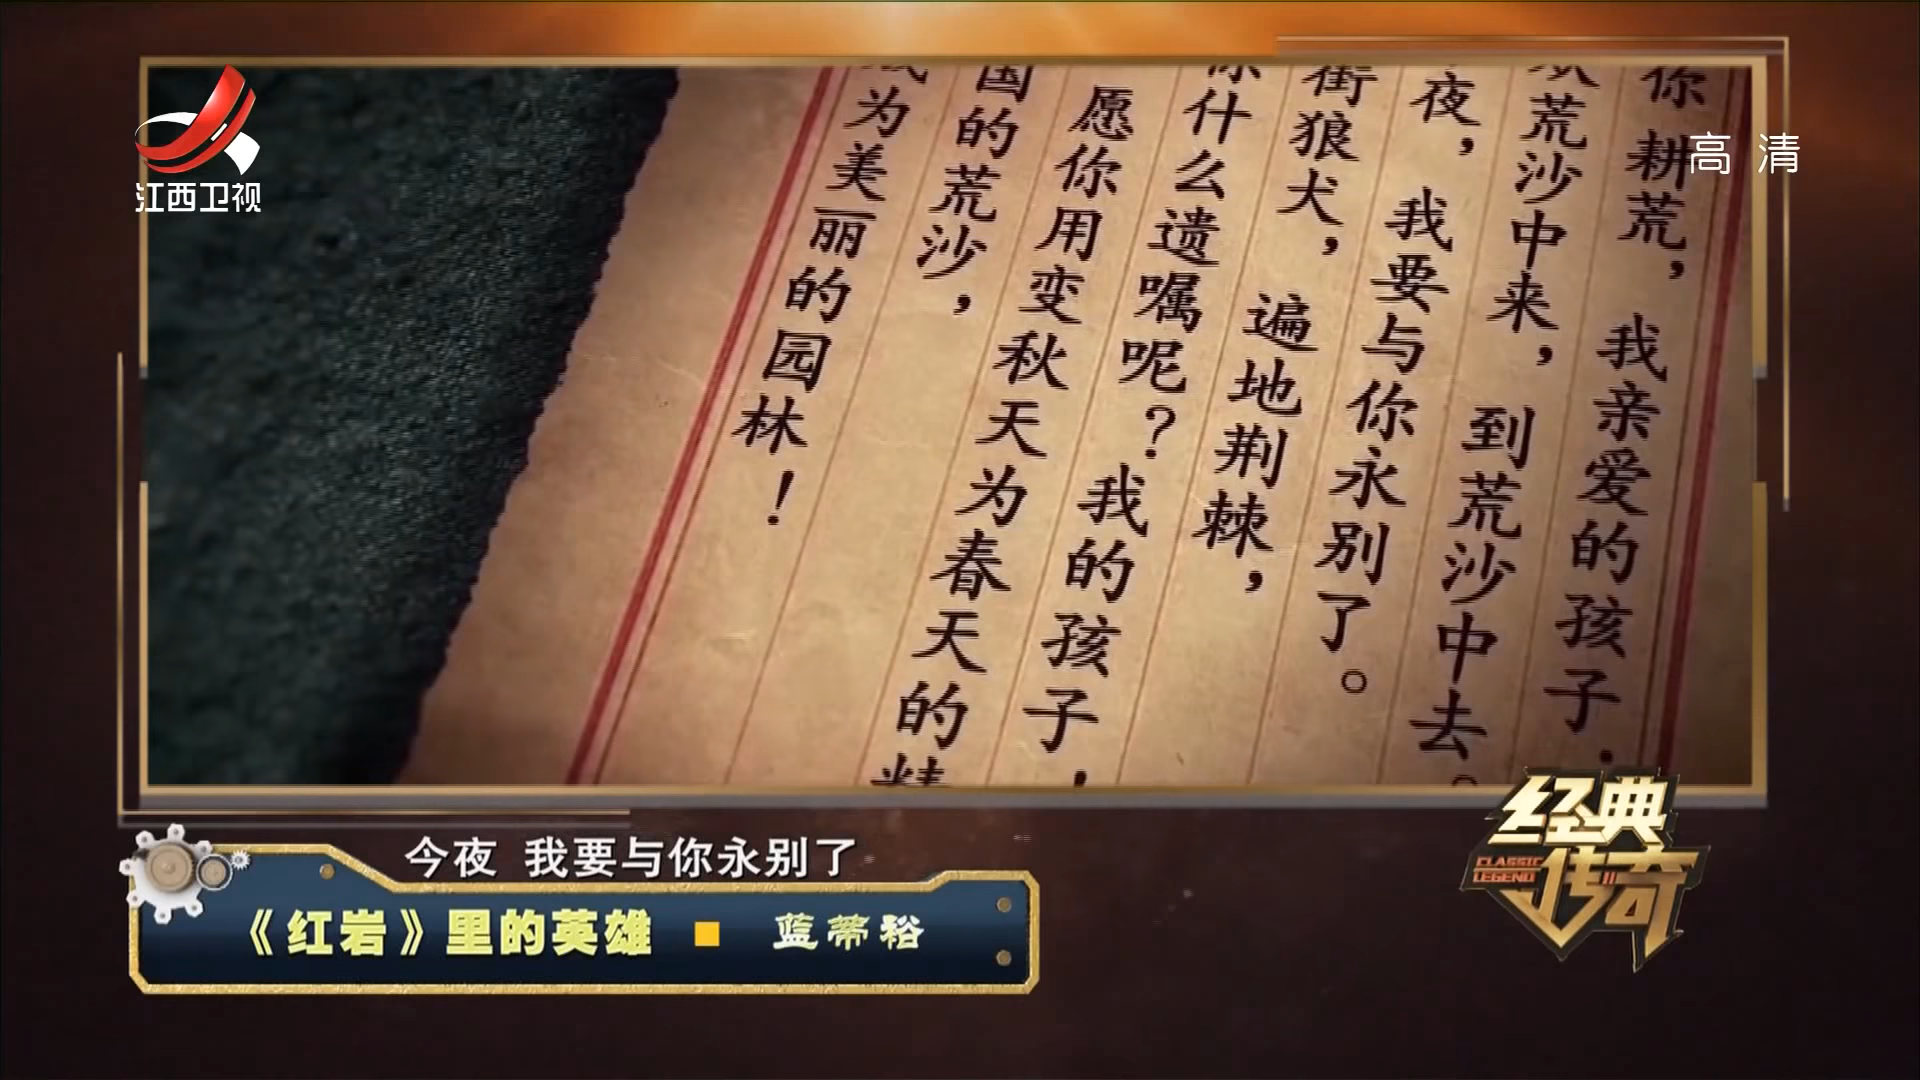 江西卫视
高清
你
耕荒,
我亲爱的孩子.
荒沙中来,
到荒沙中去。
夜,
我要与你永别了。
街狼犬,
遍地荆棘,
你什么遗嘱呢?
我的孩子!
愿你用变秋天为春天的精
国的荒沙,
成为美丽的园林!
今夜 我要与你永别了
《红岩》里的英雄 ■ 蓝蒂裕
经典传奇
CLASSIC LEGEND